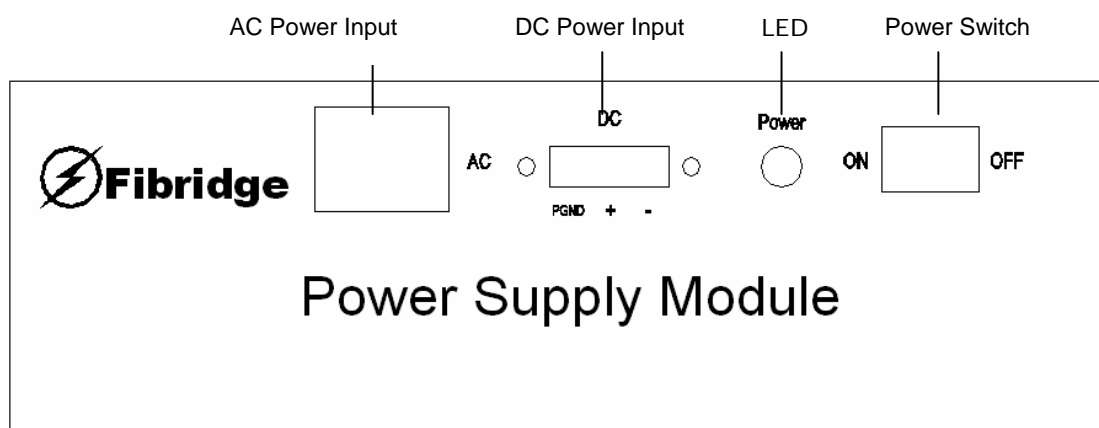 AC Power Input DC Power Input LED Power Switch
DC Power
Fibridge AC ON OFF
PGND + -
Power Supply Module